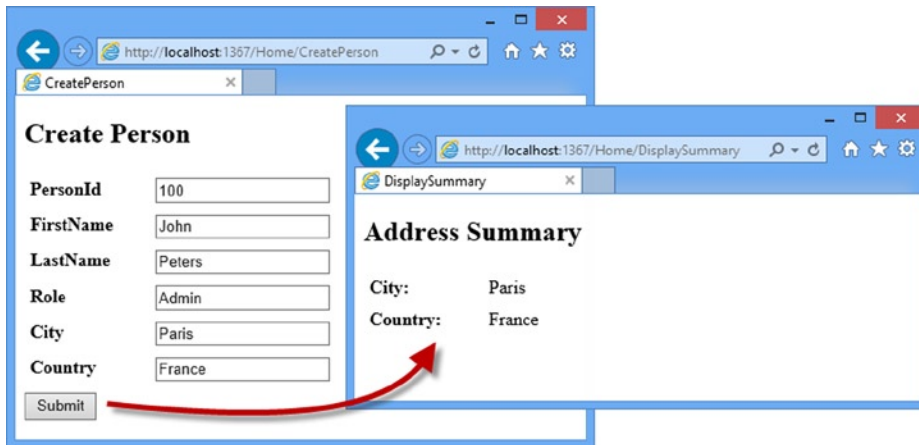 http://localhost:1367/Home/CreatePerson
CreatePerson
Create Person
PersonId 100
FirstName John
LastName Peters
Role Admin
City Paris
Country France
Submit
http://localhost:1367/Home/DisplaySummary
DisplaySummary
Address Summary
City: Paris
Country: France